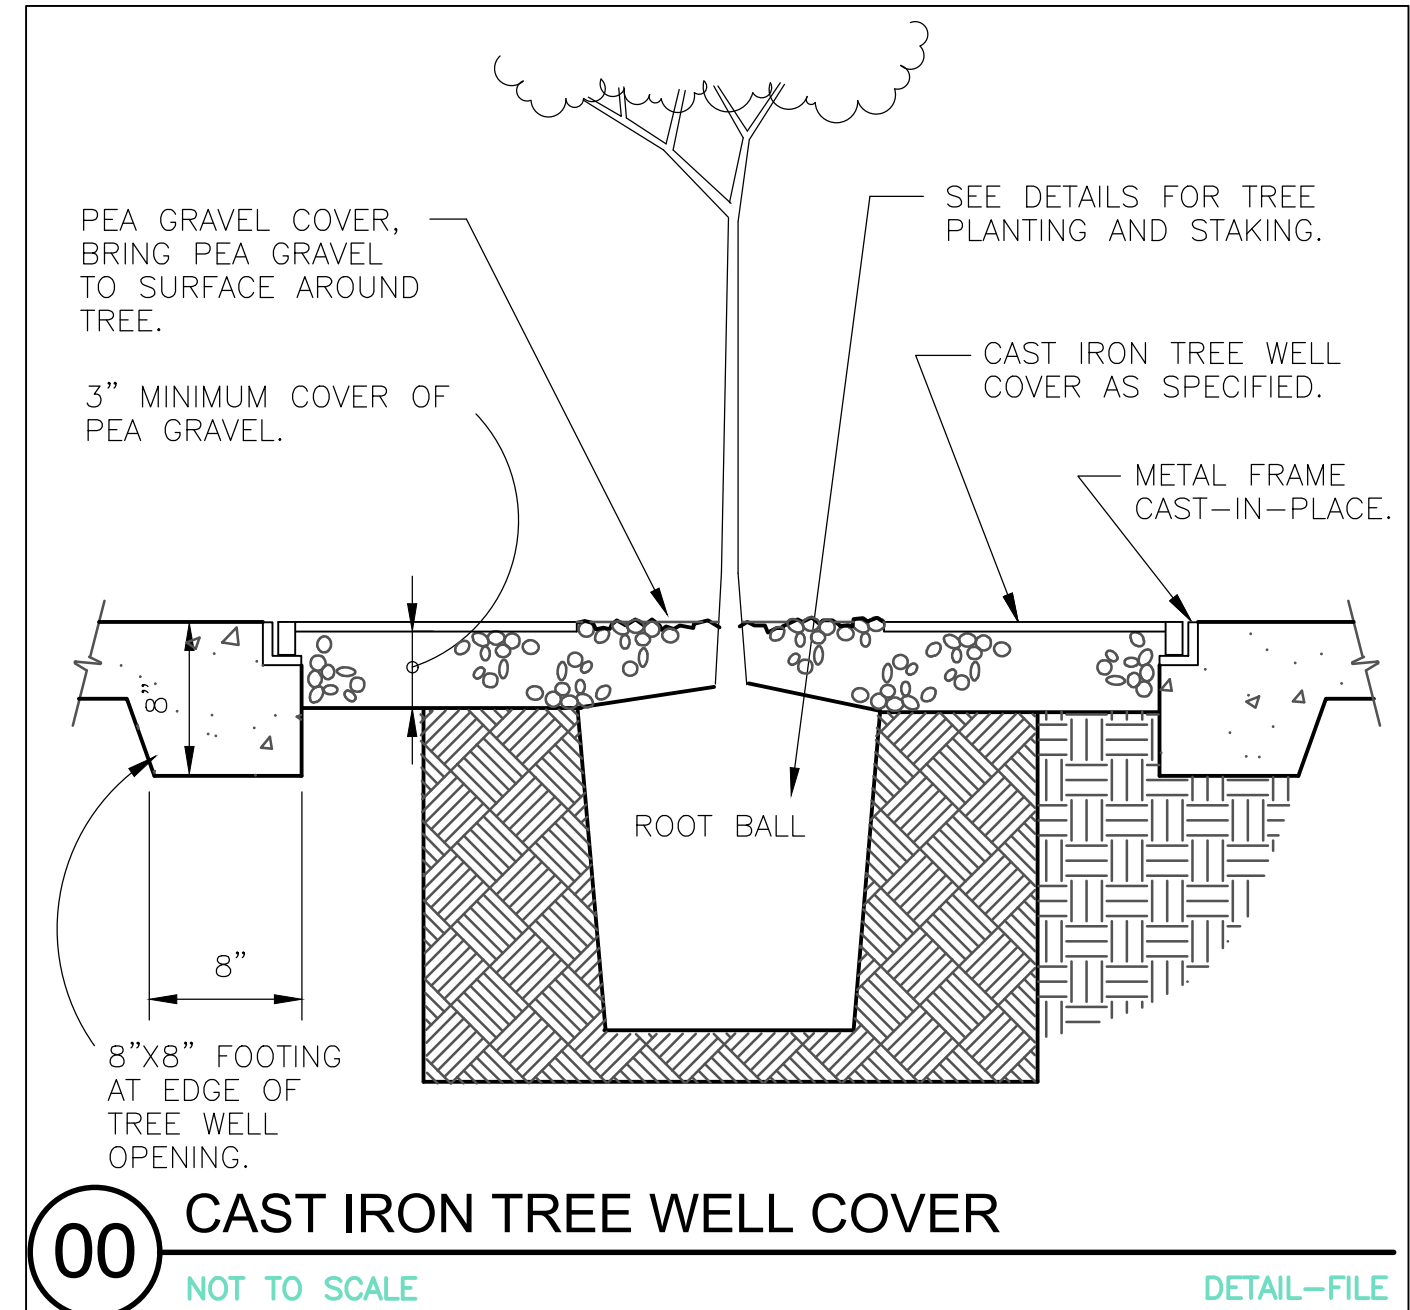 PEA GRAVEL COVER,
BRING PEA GRAVEL
TO SURFACE AROUND
TREE.
3” MINIMUM COVER OF
PEA GRAVEL.
SEE DETAILS FOR TREE
PLANTING AND STAKING.
CAST IRON TREE WELL
COVER AS SPECIFIED.
METAL FRAME
CAST-IN-PLACE.
8”
ROOT BALL
8”
8”X8” FOOTING
AT EDGE OF
TREE WELL
OPENING.
00
CAST IRON TREE WELL COVER
NOT TO SCALE
DETAIL-FILE